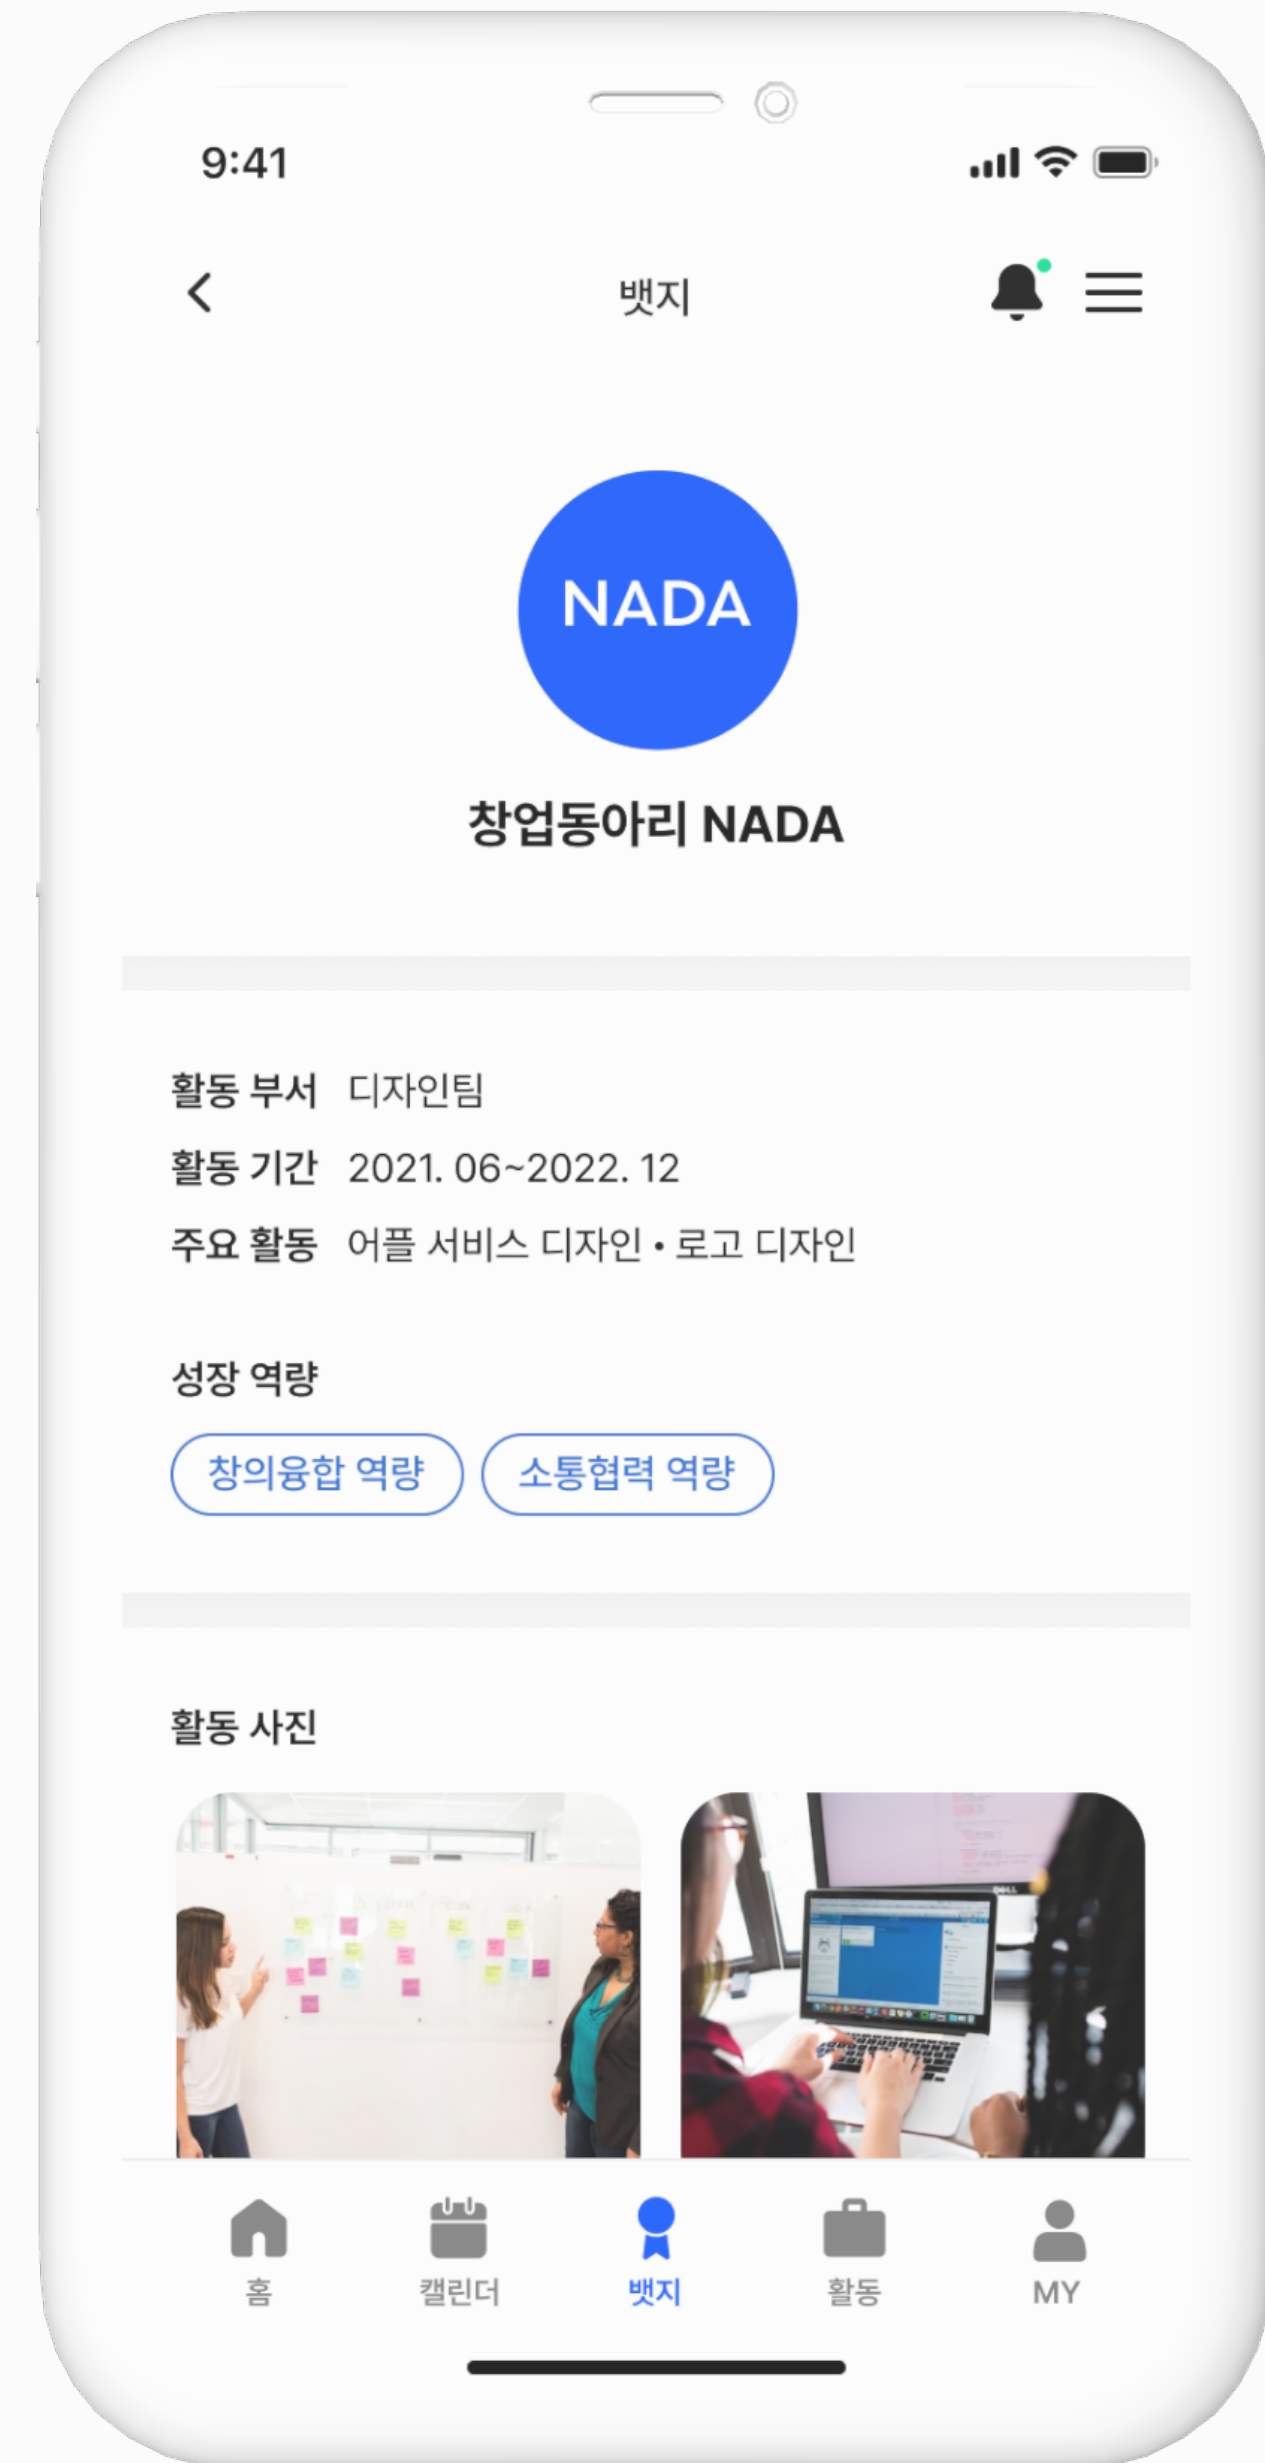 9:41
뱃지
NADA
창업동아리 NADA
활동 부서 디자인팀
활동 기간 2021. 06~2022. 12
주요 활동 어플 서비스 디자인 • 로고 디자인
성장 역량
창의융합 역량 소통협력 역량
활동 사진
DELL
홈 캘린더 뱃지 활동 MY